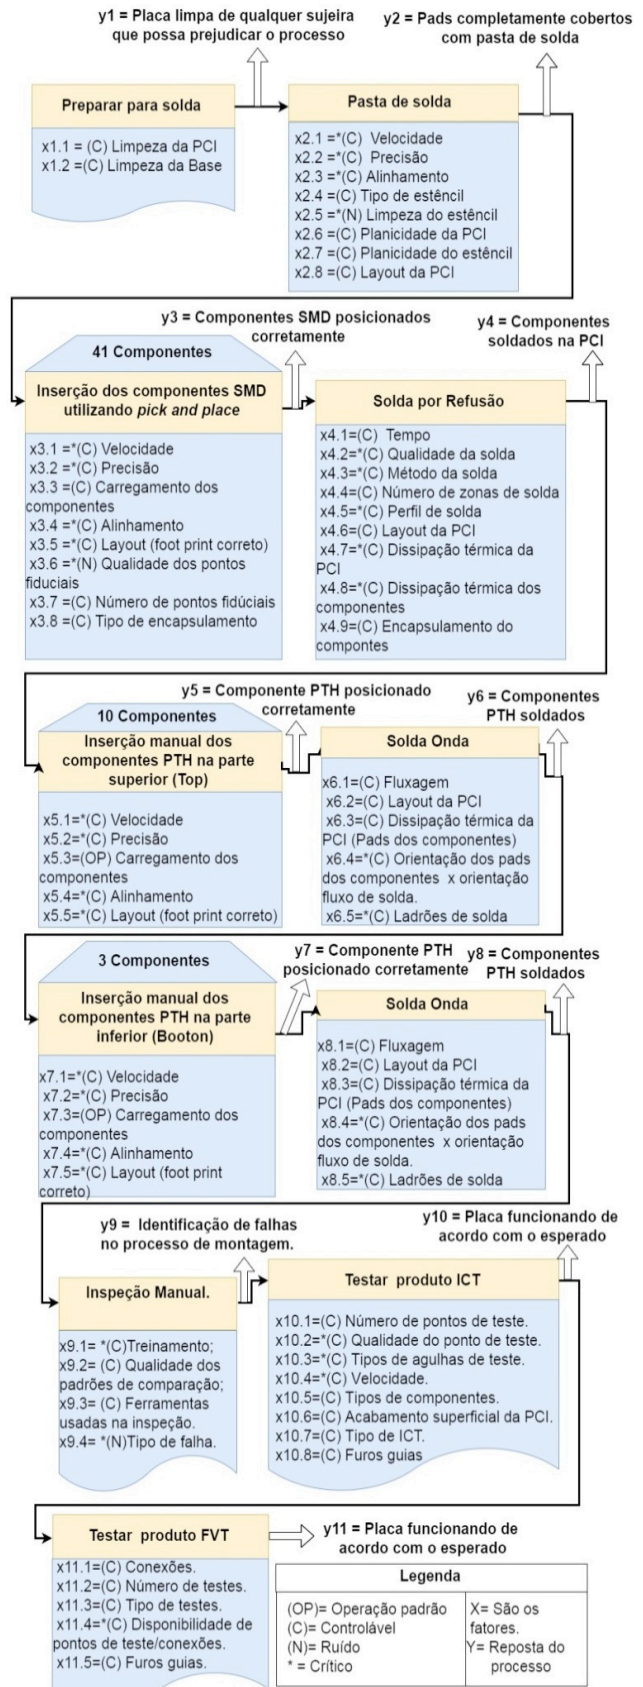 y1 = Placa limpa de qualquer sujeira
que possa prejudicar o processo
y2 = Pads completamente cobertos
com pasta de solda
Preparar para solda
x1.1 = (C) Limpeza da PCI
x1.2 = (C) Limpeza da Base
Pasta de solda
x2.1 =*(C) Velocidade
x2.2 =*(C) Precisão
x2.3 =*(C) Alinhamento
x2.4 =(C) Tipo de estêncil
x2.5 =*(N) Limpeza do estêncil
x2.6 =(C) Planicidade da PCI
x2.7 =(C) Planicidade do estêncil
x2.8 =(C) Layout da PCI
y3 = Componentes SMD posicionados
corretamente
y4 = Componentes
soldados na PCI
41 Componentes
Inserção dos componentes SMD
utilizando pick and place
x3.1 =*(C) Velocidade
x3.2 =*(C) Precisão
x3.3 =(C) Carregamento dos
componentes
x3.4 =*(C) Alinhamento
x3.5 =*(C) Layout (foot print correto)
x3.6 =*(N) Qualidade dos pontos
fiduciais
x3.7 =(C) Número de pontos fidúciais
x3.8 =(C) Tipo de encapsulamento
Solda por Refusão
x4.1=(C) Tempo
x4.2=*(C) Qualidade da solda
x4.3=*(C) Método da solda
x4.4=(C) Número de zonas de solda
x4.5=*(C) Perfil de solda
x4.6=(C) Layout da PCI
x4.7=*(C) Dissipação térmica da
PCI
x4.8=*(C) Dissipação térmica dos
componentes
x4.9=(C) Encapsulamento do
compontes
y5 = Componente PTH posicionado
corretamente
y6 = Componentes
PTH soldados
10 Componentes
Inserção manual dos
componentes PTH na parte
superior (Top)
x5.1=*(C) Velocidade
x5.2=*(C) Precisão
x5.3=(OP) Carregamento dos
componentes
x5.4=*(C) Alinhamento
x5.5=*(C) Layout (foot print correto)
Solda Onda
x6.1=(C) Fluxagem
x6.2=(C) Layout da PCI
x6.3=(C) Dissipação térmica da
PCI (Pads dos componentes)
x6.4=*(C) Orientação dos pads
dos componentes x orientação
fluxo de solda.
x6.5=*(C) Ladrões de solda
y7 = Componente PTH
posicionado corretamente
y8 = Componentes
PTH soldados
3 Componentes
Inserção manual dos
componentes PTH na parte
inferior (Booton)
x7.1=*(C) Velocidade
x7.2=*(C) Precisão
x7.3=(OP) Carregamento dos
componentes
x7.4=*(C) Alinhamento
x7.5=*(C) Layout (foot print
correto)
Solda Onda
x8.1=(C) Fluxagem
x8.2=(C) Layout da PCI
x8.3=(C) Dissipação térmica da
PCI (Pads dos componentes)
x8.4=*(C) Orientação dos pads
dos componentes x orientação
fluxo de solda.
x8.5=*(C) Ladrões de solda
y9 = Identificação de falhas
no processo de montagem.
y10 = Placa funcionando de
acordo com o esperado
Inspeção Manual.
x9.1= *(C)Treinamento;
x9.2= (C) Qualidade dos
padrões de comparação;
x9.3= (C) Ferramentas
usadas na inspeção.
x9.4= *(N)Tipo de falha.
Testar produto ICT
x10.1=(C) Número de pontos de teste.
x10.2=*(C) Qualidade do ponto de teste.
x10.3=*(C) Tipos de agulhas de teste.
x10.4=*(C) Velocidade.
x10.5=(C) Tipos de componentes.
x10.6=(C) Acabamento superficial da PCI.
x10.7=(C) Tipo de ICT.
x10.8=(C) Furos guias
Testar produto FVT
x11.1=(C) Conexões.
x11.2=(C) Número de testes.
x11.3=(C) Tipo de testes.
x11.4=*(C) Disponibilidade de
pontos de teste/conexões.
x11.5=(C) Furos guias.
y11 = Placa funcionando de
acordo com o esperado
Legenda
(OP)= Operação padrão
(C)= Controlável
(N)= Ruído
* = Crítico
X= São os
fatores.
Y= Reposta do
processo